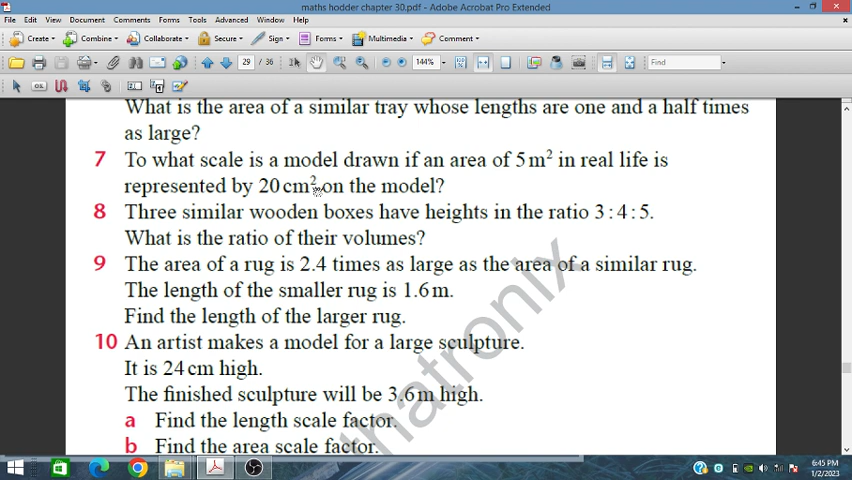 maths hodder chapter 30.pdf - Adobe Acrobat Pro Extended
File Edit View Document Comments Forms Tools Advanced Window Help
Create Combine Collaborate Secure Sign Forms Multimedia Comment
29 / 36 144% Find
What is the area of a similar tray whose lengths are one and a half times
as large?
7 To what scale is a model drawn if an area of 5 m² in real life is
represented by 20 cm² on the model?
8 Three similar wooden boxes have heights in the ratio 3 : 4 : 5.
What is the ratio of their volumes?
9 The area of a rug is 2.4 times as large as the area of a similar rug.
The length of the smaller rug is 1.6 m.
Find the length of the larger rug.
10 An artist makes a model for a large sculpture.
It is 24 cm high.
The finished sculpture will be 3.6 m high.
a Find the length scale factor.
b Find the area scale factor.
thatronix
6:45 PM
1/2/2023